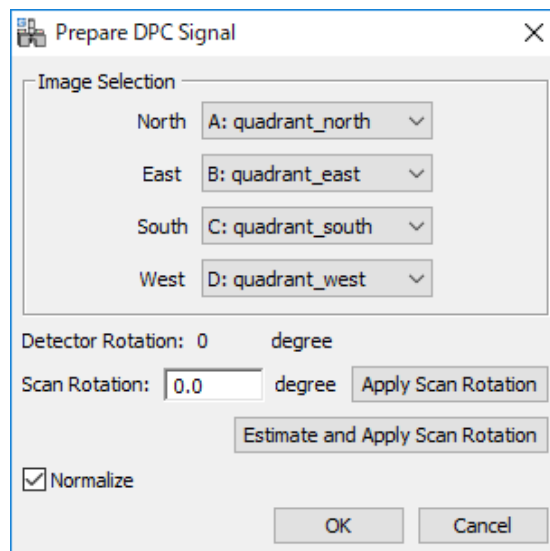 Prepare DPC Signal
Image Selection
North A: quadrant_north
East B: quadrant_east
South C: quadrant_south
West D: quadrant_west
Detector Rotation: 0 degree
Scan Rotation: 0.0 degree Apply Scan Rotation
Estimate and Apply Scan Rotation
Normalize
OK Cancel